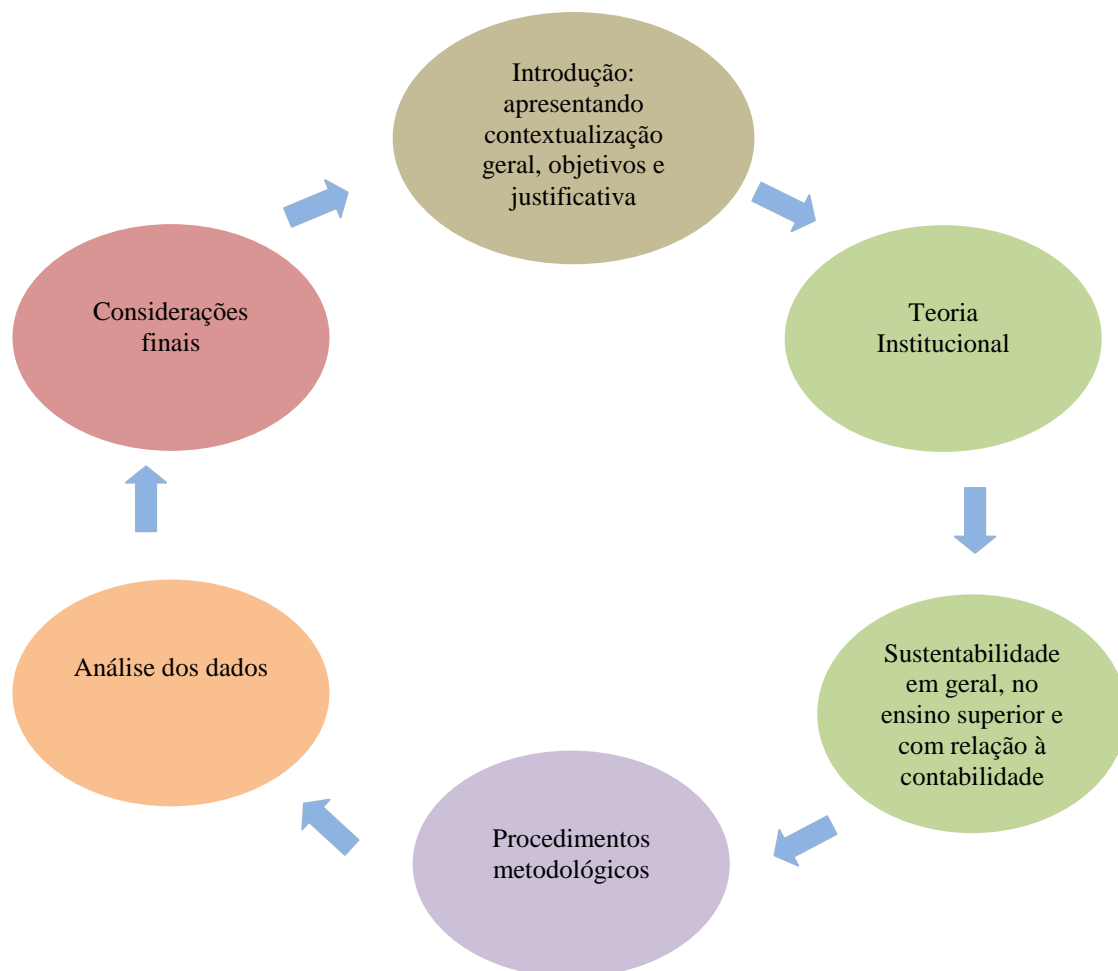 Introdução:
apresentando
contextualização
geral, objetivos e
justificativa
Teoria
Institucional
Sustentabilidade
em geral, no
ensino superior e
com relação à
contabilidade
Procedimentos
metodológicos
Análise dos dados
Considerações
finais